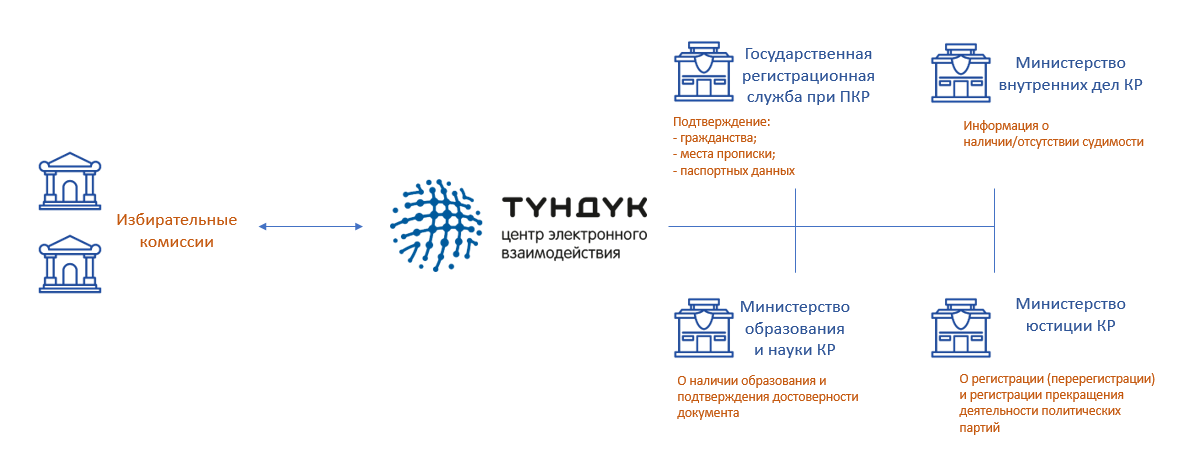 Избирательные
комиссии
ТҮНДҮК
центр электронного
взаимодействия
Государственная
регистрационная
служба при ПКР
Подтверждение:
- гражданства;
- места прописки;
- паспортных данных
Министерство
внутренних дел КР
Информация о
наличии/отсутствии судимости
Министерство
образования
и науки КР
О наличии образования и
подтверждения достоверности
документа
Министерство
юстиции КР
О регистрации (перерегистрации)
и регистрации прекращения
деятельности политических
партий